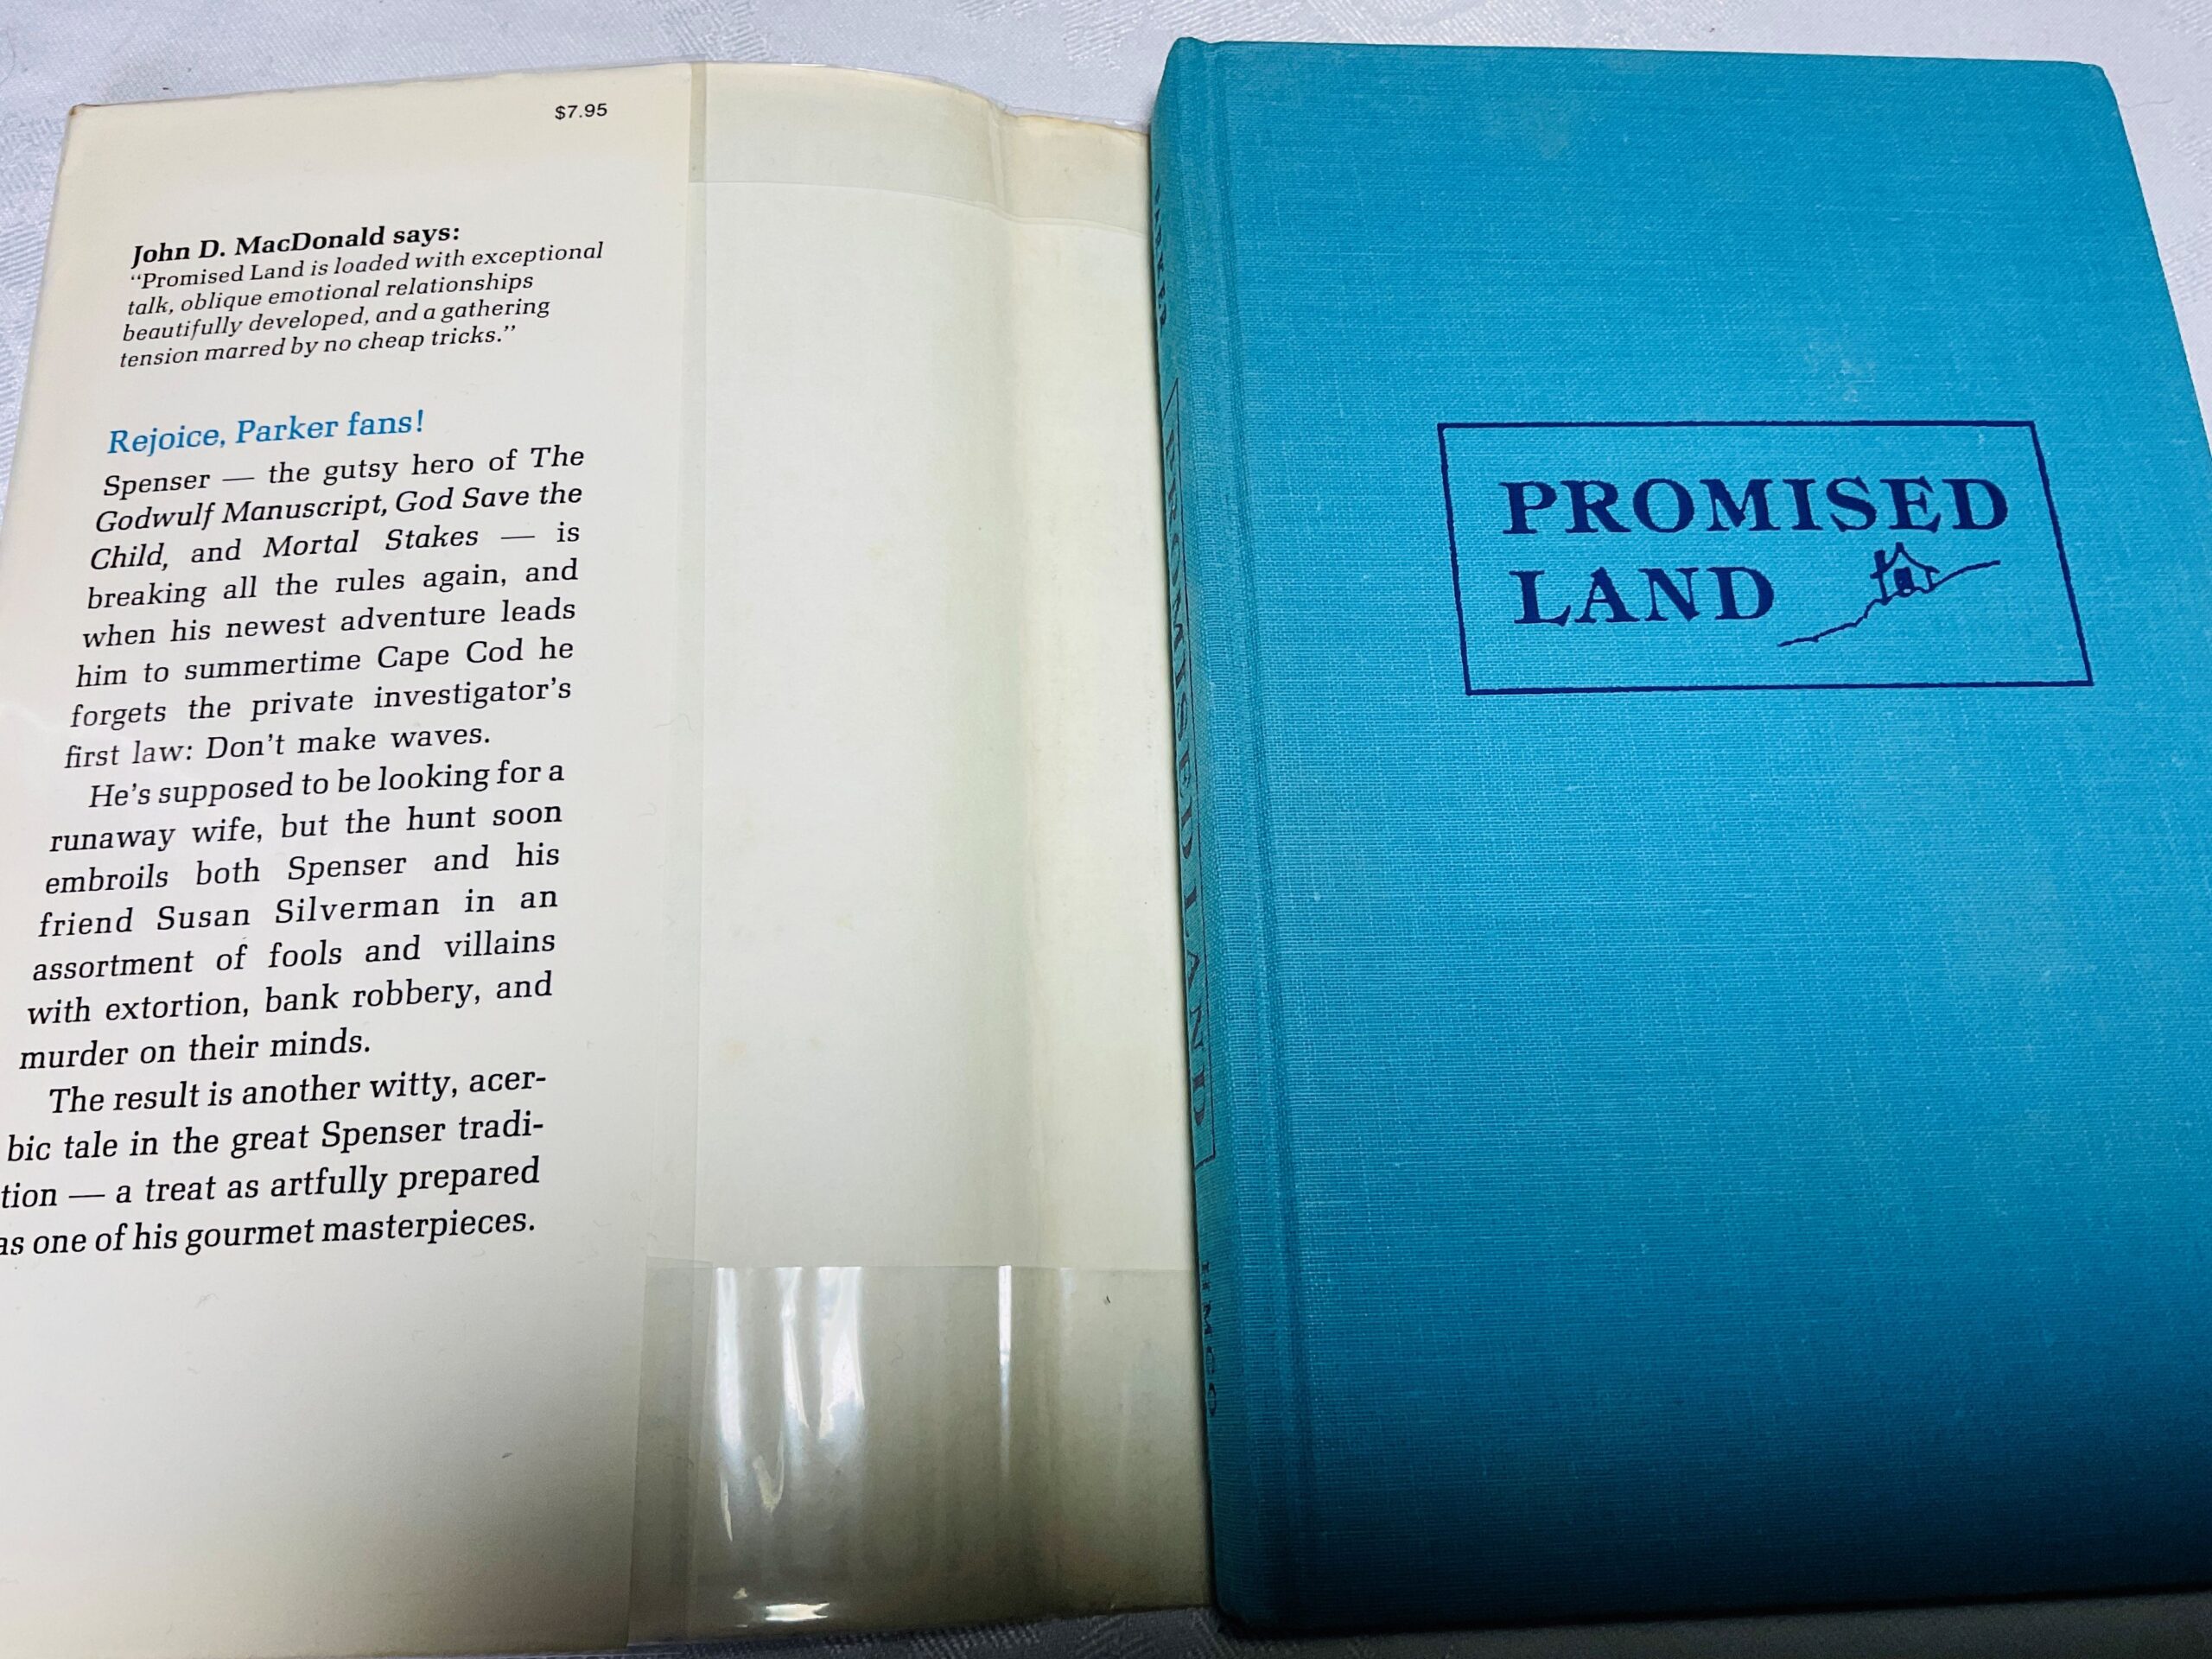 $7.95
John D. MacDonald says:
“Promised Land is loaded with exceptional
talk, oblique emotional relationships
beautifully developed, and a gathering
tension marred by no cheap tricks.”
Rejoice, Parker fans!
Spenser — the gutsy hero of The
Godwulf Manuscript, God Save the
Child, and Mortal Stakes — is
breaking all the rules again, and
when his newest adventure leads
him to summertime Cape Cod he
forgets the private investigator’s
first law: Don’t make waves.
He’s supposed to be looking for a
runaway wife, but the hunt soon
embroils both Spenser and his
friend Susan Silverman in an
assortment of fools and villains
with extortion, bank robbery, and
murder on their minds.
The result is another witty, acer-
bic tale in the great Spenser tradi-
tion — a treat as artfully prepared
as one of his gourmet masterpieces.
PARKER
PROMISED LAND
HMCO
PROMISED
LAND